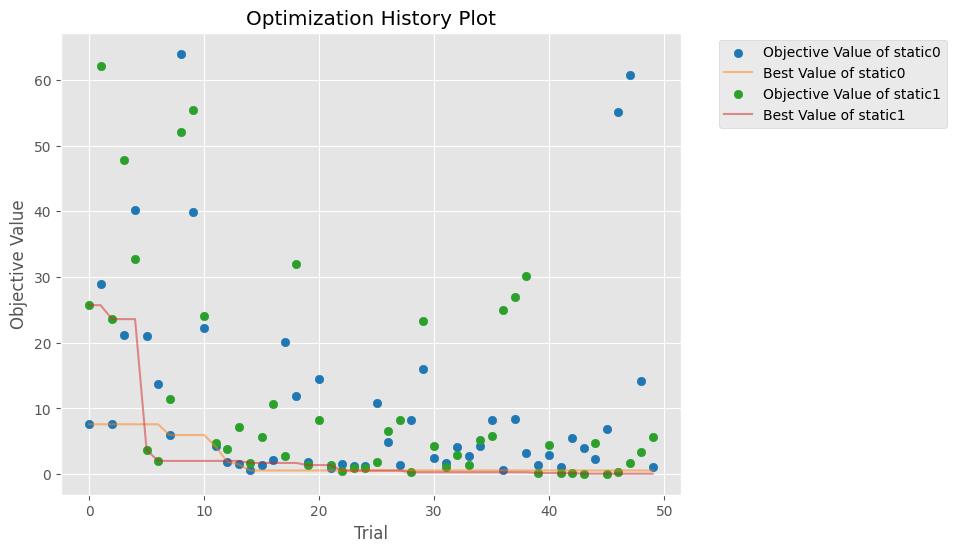 Optimization History Plot
Objective Value of static0
Best Value of static0
Objective Value of static1
Best Value of static1
Objective Value
60
50
40
30
20
10
0
0 10 20 30 40 50
Trial